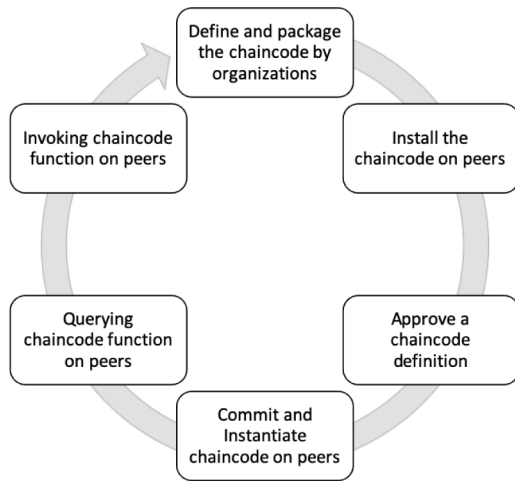 Define and package
the chaincode by
organizations
Install the
chaincode on peers
Approve a
chaincode
definition
Commit and
Instantiate
chaincode on peers
Querying
chaincode function
on peers
Invoking chaincode
function on peers